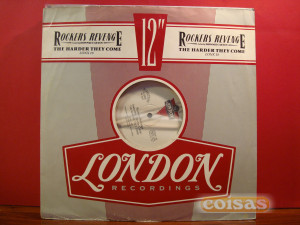 ROCKERS REVENGE
THE HARDER THEY COME
12"
ROCKERS REVENGE
THE HARDER THEY COME
LONDON
RECORDINGS
coisas